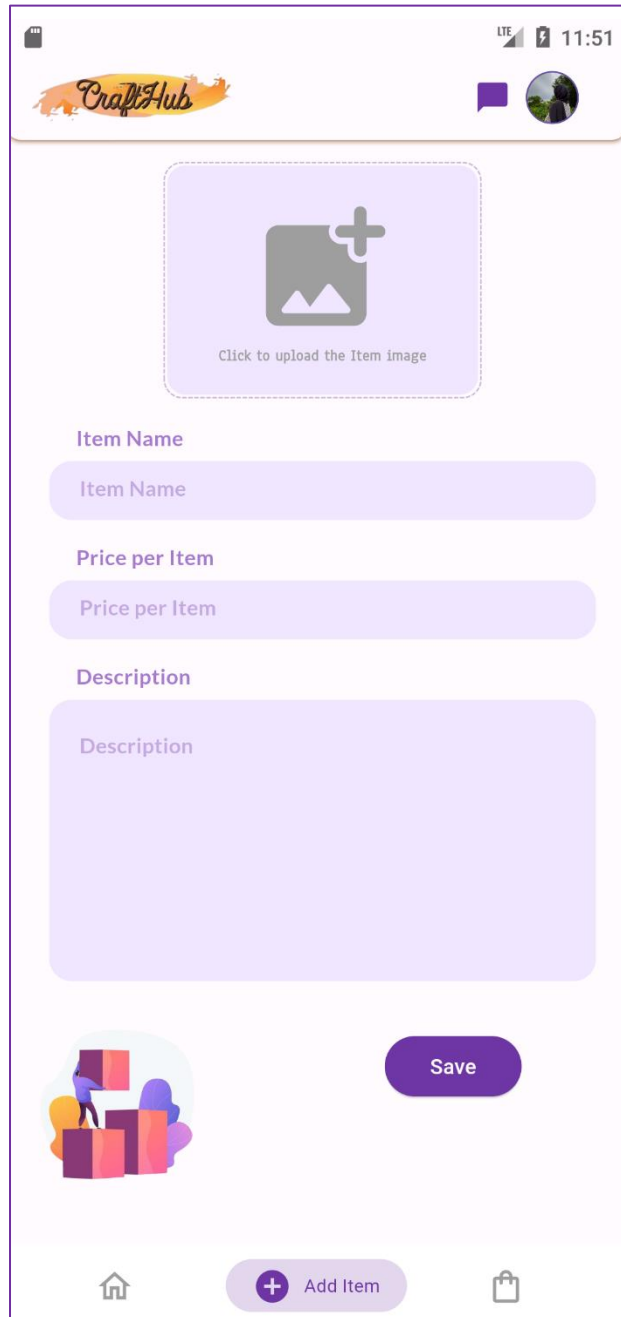 LTE 11:51
CraftHub
Click to upload the Item image
Item Name
Item Name
Price per Item
Price per Item
Description
Description
Save
Add Item